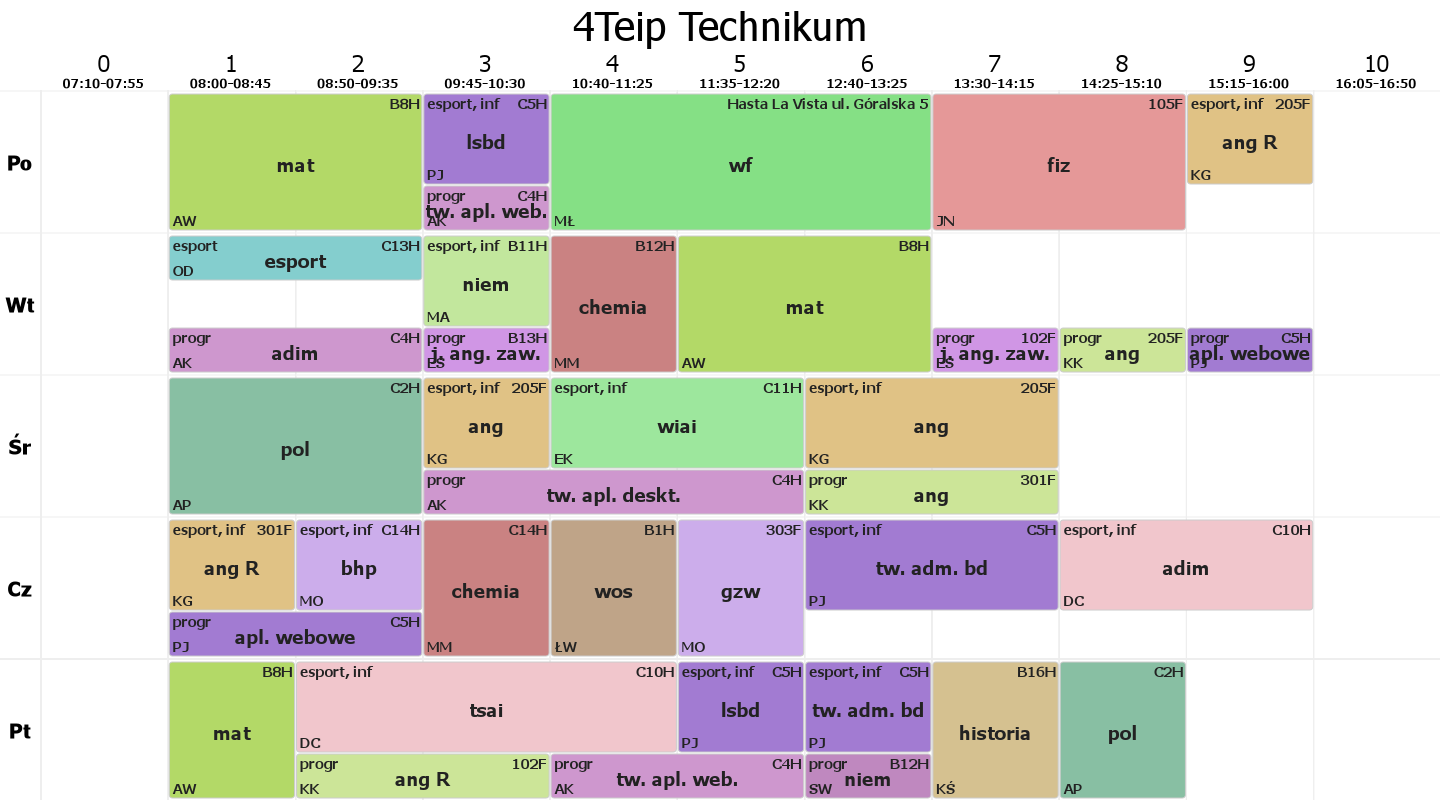 4Teip Technikum
0 1 2 3 4 5 6 7 8 9 10
07:10-07:55 08:00-08:45 08:50-09:35 09:45-10:30 10:40-11:25 11:35-12:20 12:40-13:25 13:30-14:15 14:25-15:10 15:15-16:00 16:05-16:50
Po
B8H
mat
AW
esport, inf C5H
lsbd
PJ
progr C4H
tw. apl. web.
AK
Hasta La Vista ul. Góralska 5
wf
MŁ
105F
fiz
JN
esport, inf 205F
ang R
KG
Wt
esport C13H
esport
OD
progr C4H
adim
AK
esport, inf B11H
niem
MA
progr B13H
j. ang. zaw.
EŚ
B12H
chemia
MM
B8H
mat
AW
progr 102F
j. ang. zaw.
EŚ
progr 205F
ang
KK
progr C5H
apl. webowe
PJ
Śr
C2H
pol
AP
esport, inf 205F
ang
KG
esport, inf C11H
wiai
EK
progr C4H
tw. apl. deskt.
AK
esport, inf 205F
ang
KG
progr 301F
ang
KK
Cz
esport, inf 301F
ang R
KG
esport, inf C14H
bhp
MO
progr C5H
apl. webowe
PJ
C14H
chemia
MM
B1H
wos
ŁW
303F
gzw
MO
esport, inf C5H
tw. adm. bd
PJ
esport, inf C10H
adim
DC
Pt
B8H
mat
AW
esport, inf C10H
tsai
DC
progr 102F
ang R
KK
progr C4H
tw. apl. web.
AK
esport, inf C5H
lsbd
PJ
esport, inf C5H
tw. adm. bd
PJ
progr B12H
niem
SW
B16H
historia
KŚ
C2H
pol
AP